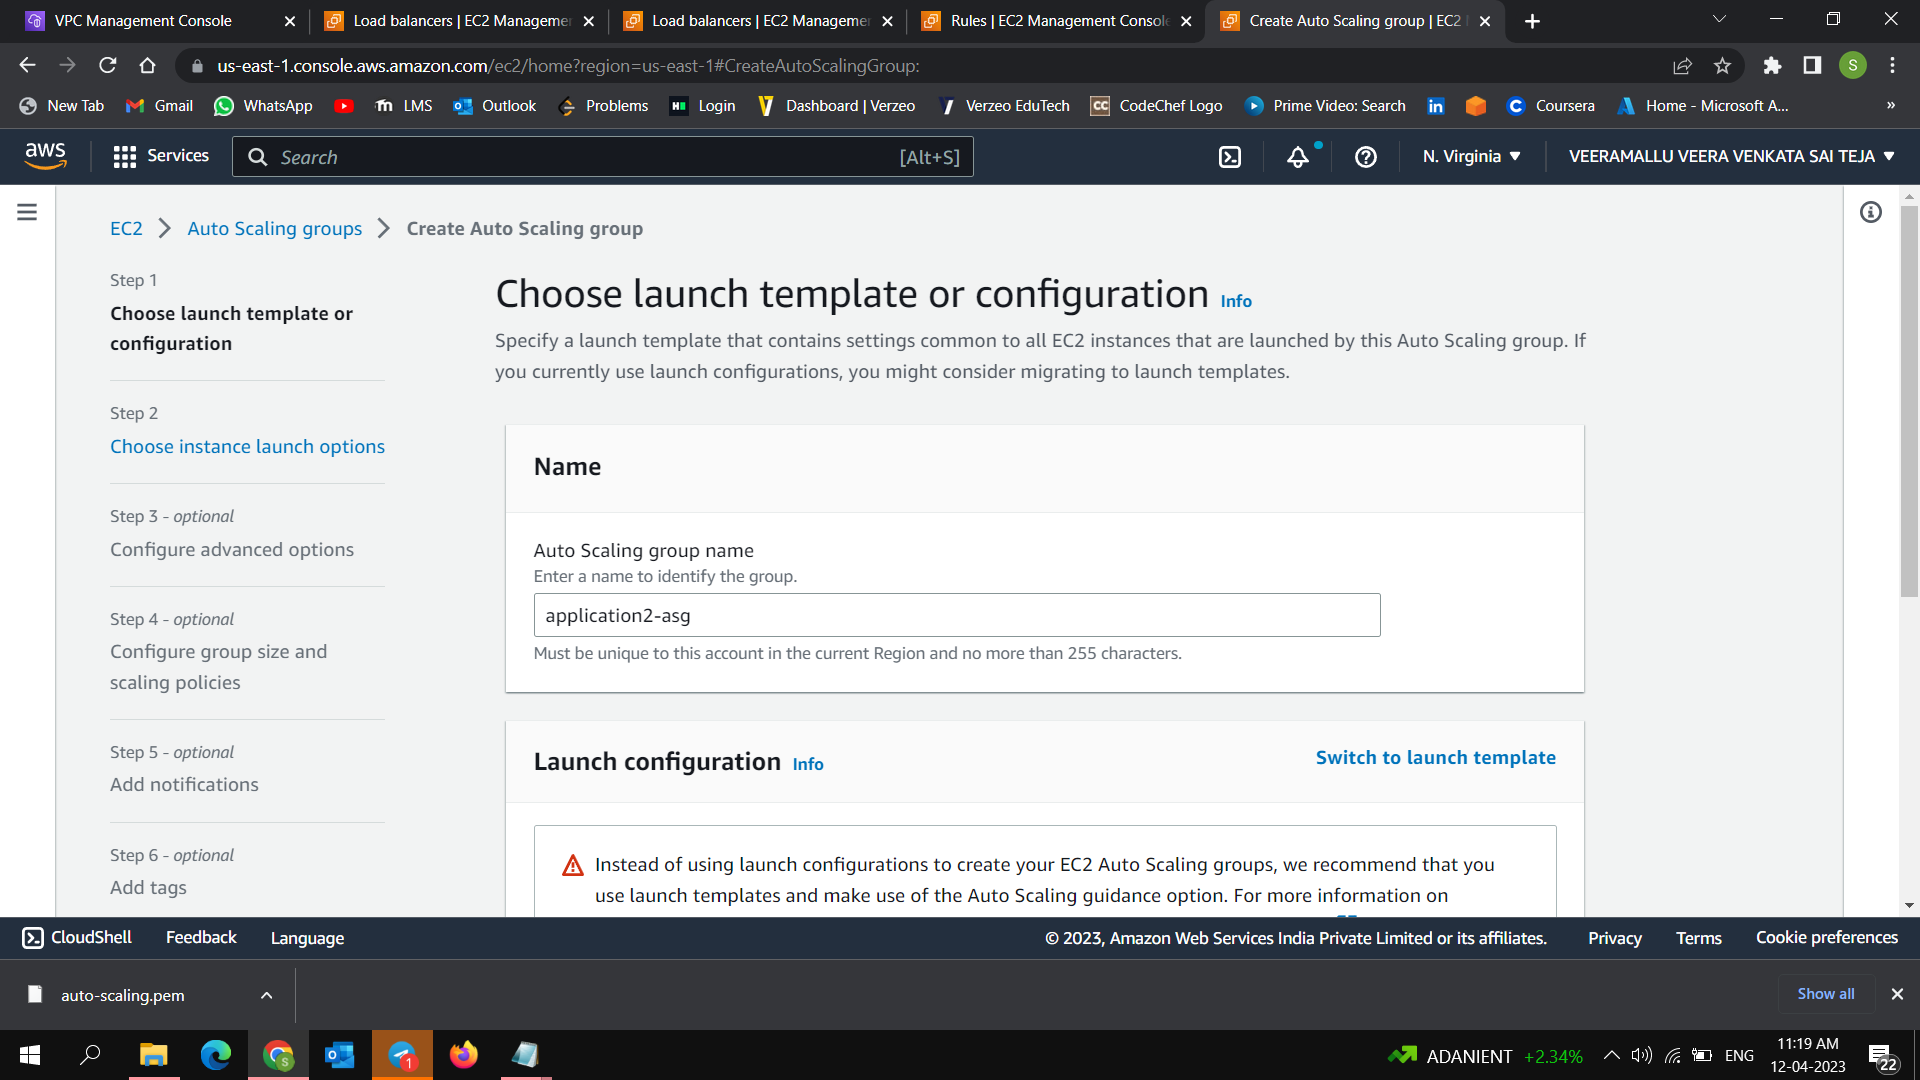 VPC Management Console
Load balancers | EC2 Managemen
Load balancers | EC2 Managemen
Rules | EC2 Management Console
Create Auto Scaling group | EC2
us-east-1.console.aws.amazon.com/ec2/home?region=us-east-1#CreateAutoScalingGroup:
S
New Tab
Gmail
WhatsApp
LMS
Outlook
Problems
Login
Dashboard | Verzeo
Verzeo EduTech
CodeChef Logo
Prime Video: Search
Coursera
Home - Microsoft A...
»
aws
Services
Search
[Alt+S]
N. Virginia
VEERAMALLU VEERA VENKATA SAI TEJA
EC2
Auto Scaling groups
Create Auto Scaling group
Step 1
Choose launch template or
configuration
Step 2
Choose instance launch options
Step 3 - optional
Configure advanced options
Step 4 - optional
Configure group size and
scaling policies
Step 5 - optional
Add notifications
Step 6 - optional
Add tags
Choose launch template or configuration Info
Specify a launch template that contains settings common to all EC2 instances that are launched by this Auto Scaling group. If
you currently use launch configurations, you might consider migrating to launch templates.
Name
Auto Scaling group name
Enter a name to identify the group.
application2-asg
Must be unique to this account in the current Region and no more than 255 characters.
Launch configuration Info
Switch to launch template
Instead of using launch configurations to create your EC2 Auto Scaling groups, we recommend that you
use launch templates and make use of the Auto Scaling guidance option. For more information on
CloudShell
Feedback
Language
© 2023, Amazon Web Services India Private Limited or its affiliates.
Privacy
Terms
Cookie preferences
auto-scaling.pem
Show all
S
1
ADANIENT +2.34%
ENG
11:19 AM
12-04-2023
22